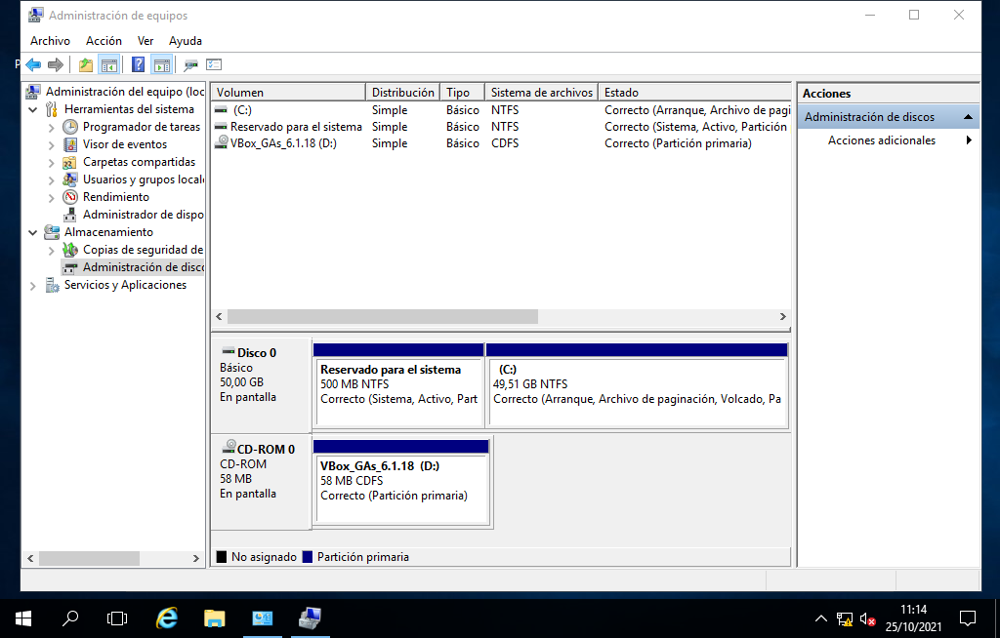 Administración de equipos
Archivo Acción Ver Ayuda
Administración del equipo (loc
Herramientas del sistema
Programador de tareas
Visor de eventos
Carpetas compartidas
Usuarios y grupos locale
Rendimiento
Administrador de dispo
Almacenamiento
Copias de seguridad de
Administración de disco
Servicios y Aplicaciones
Volumen Distribución Tipo Sistema de archivos Estado
(C:) Simple Básico NTFS Correcto (Arranque, Archivo de pagi
Reservado para el sistema Simple Básico NTFS Correcto (Sistema, Activo, Partición
VBox_GAs_6.1.18 (D:) Simple Básico CDFS Correcto (Partición primaria)
Disco 0
Básico
50,00 GB
En pantalla
Reservado para el sistema
500 MB NTFS
Correcto (Sistema, Activo, Part
(C:)
49,51 GB NTFS
Correcto (Arranque, Archivo de paginación, Volcado, Pa
CD-ROM 0
CD-ROM
58 MB
En pantalla
VBox_GAs_6.1.18 (D:)
58 MB CDFS
Correcto (Partición primaria)
No asignado Partición primaria
Acciones
Administración de discos
Acciones adicionales
11:14
25/10/2021